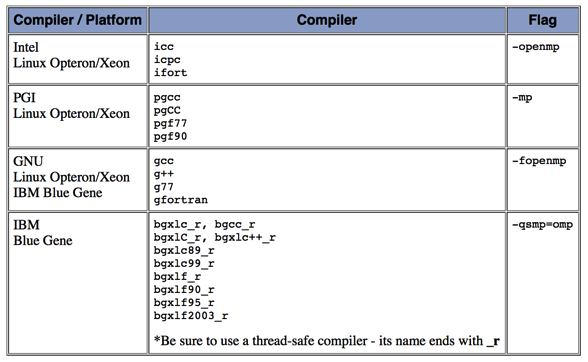 Compiler / Platform Compiler Flag
Intel icc -openmp
Linux Opteron/Xeon icpc
ifort
PGI pgcc -mp
Linux Opteron/Xeon pgCC
pgf77
pgf90
GNU gcc -fopenmp
Linux Opteron/Xeon g++
IBM Blue Gene g77
gfortran
IBM bgxlc_r, bgcc_r -qsmp=omp
Blue Gene bgxlC_r, bgxlc++_r
bgxlc89_r
bgxlc99_r
bgxlf_r
bgxlf90_r
bgxlf95_r
bgxlf2003_r
*Be sure to use a thread-safe compiler - its name ends with _r